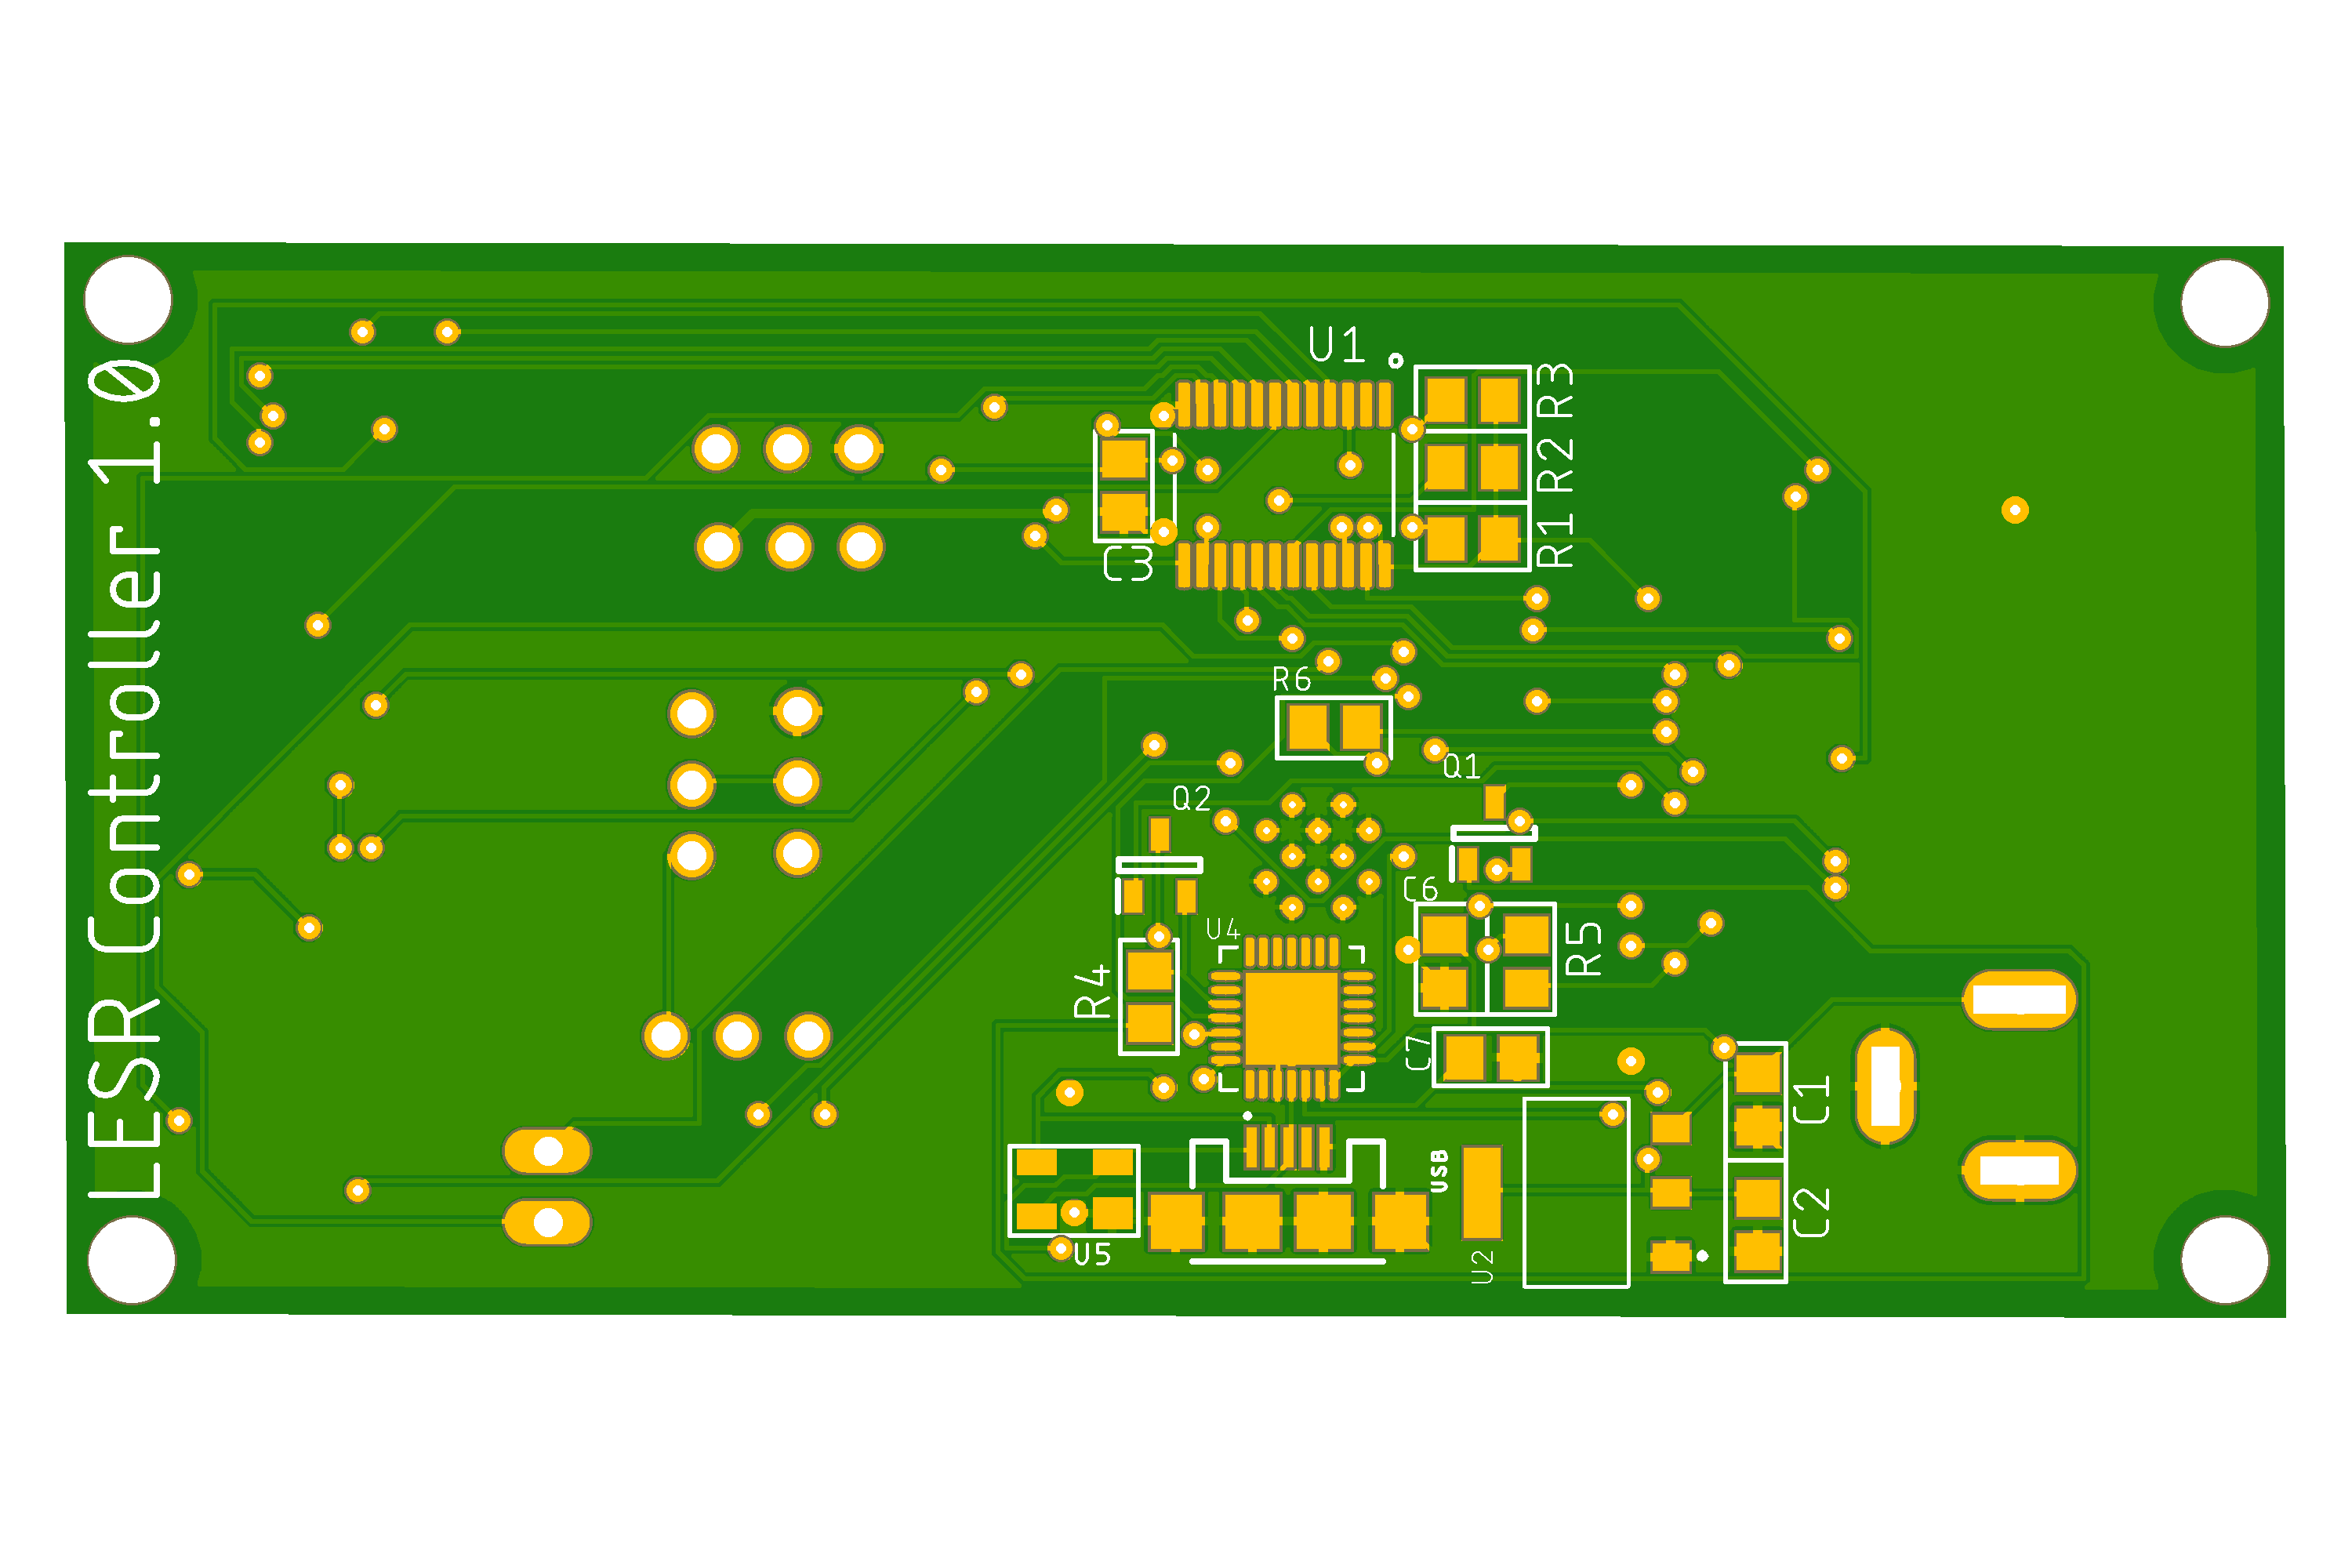 LESR Controller 1.0
U1
R3
R2
R1
C3
R6
Q1
Q2
C6
U4
R5
R4
C7
C1
USB
C2
U5
U2